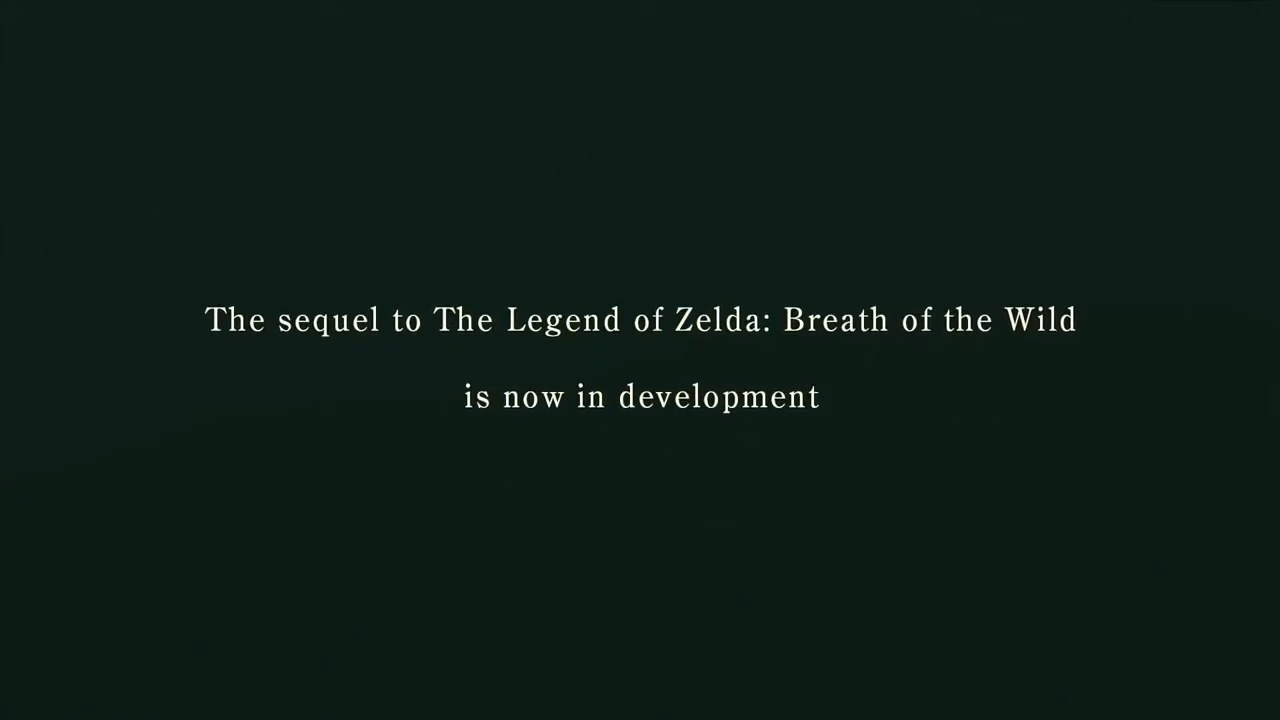 The sequel to The Legend of Zelda: Breath of the Wild
is now in development